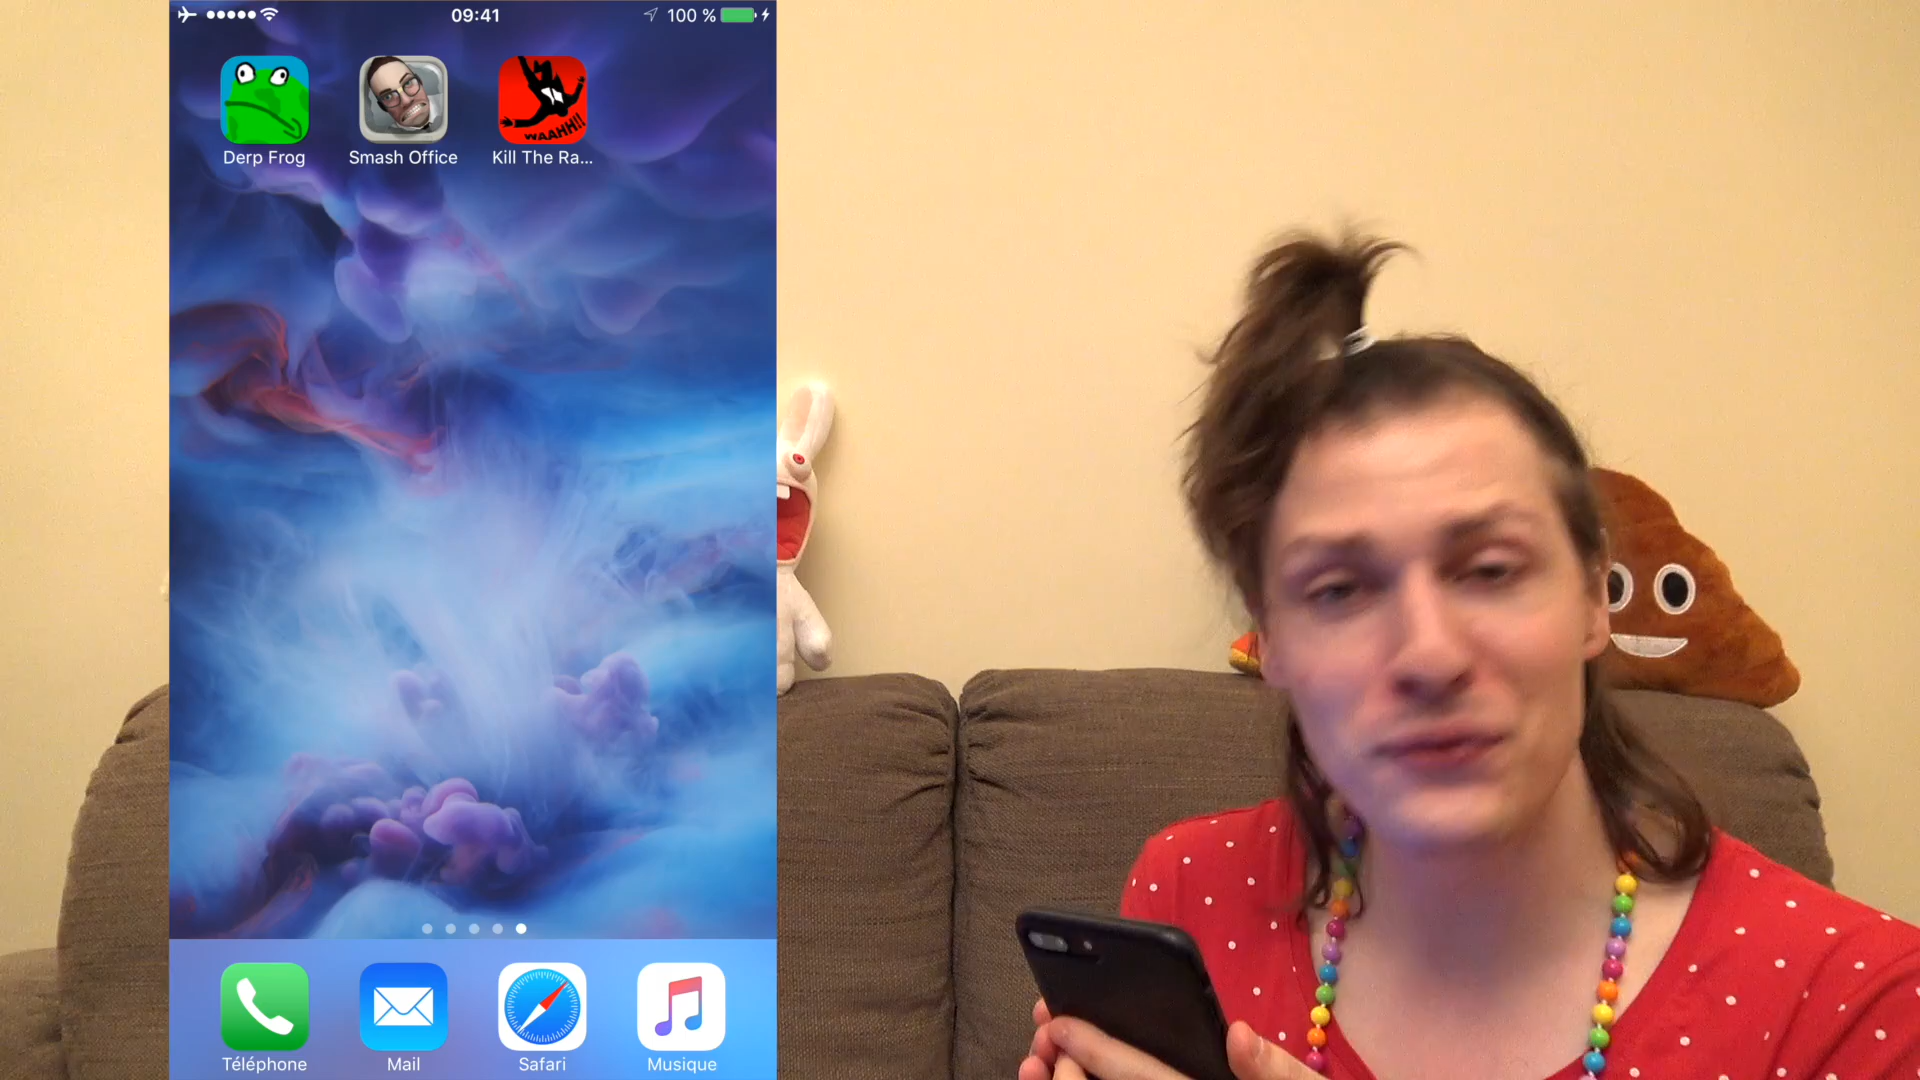 09:41
100 %
WAAHH!!
Derp Frog
Smash Office
Kill The Ra...
Téléphone
Mail
Safari
Musique